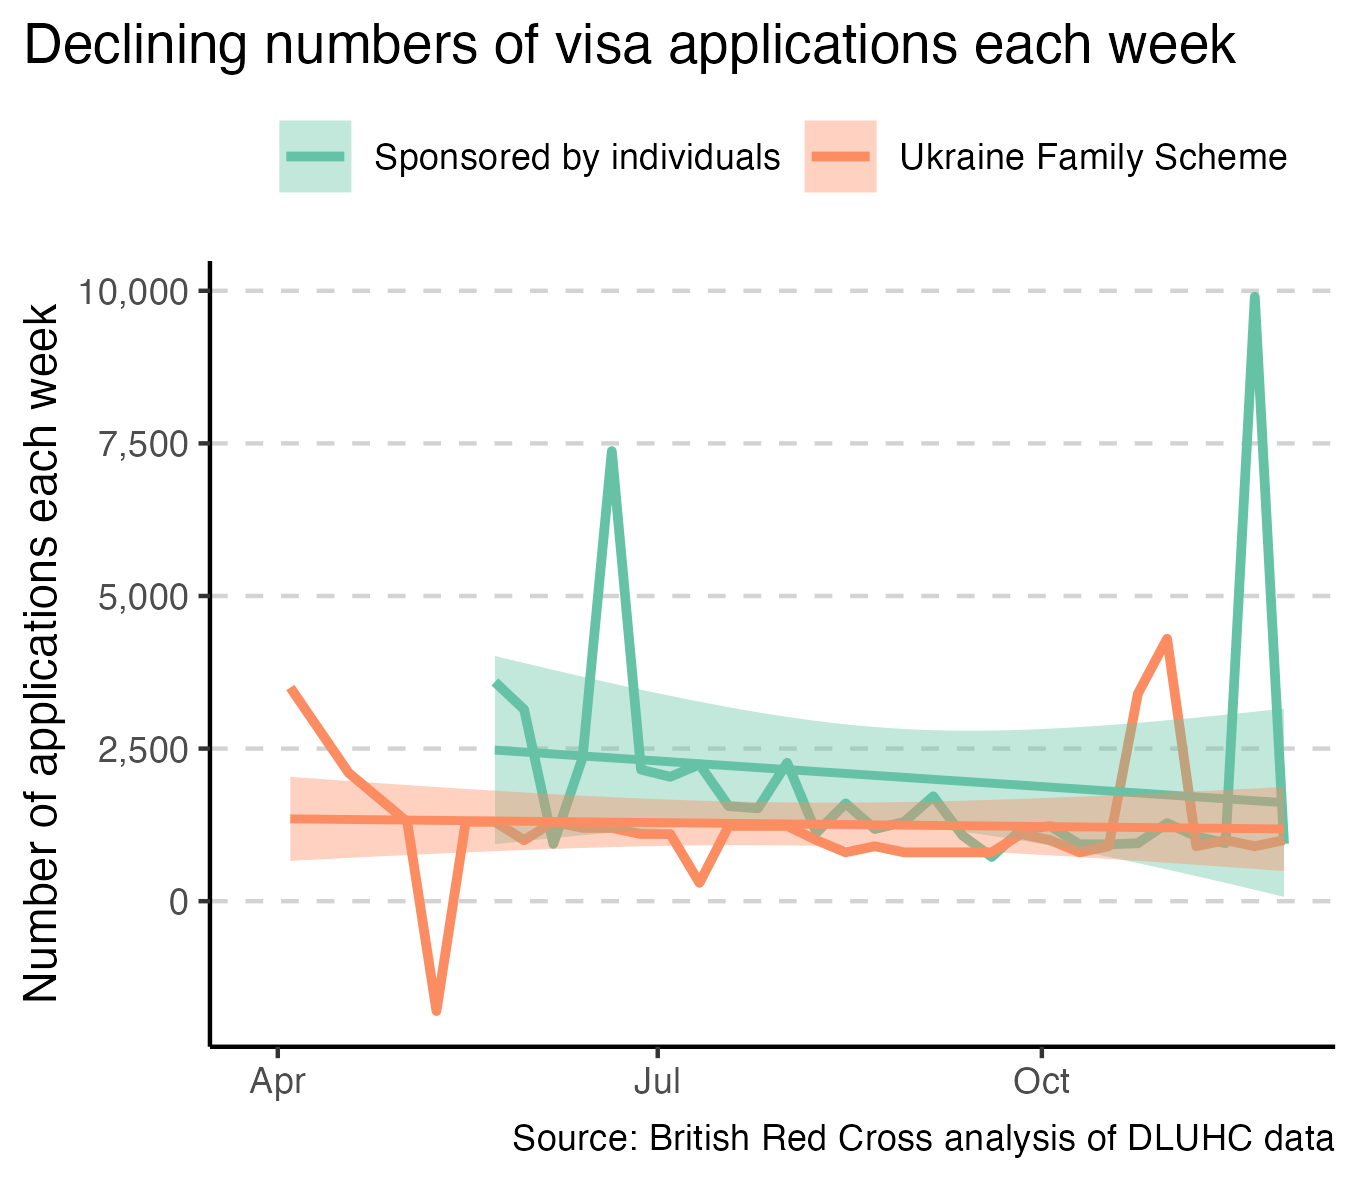 Declining numbers of visa applications each week
Sponsored by individuals
Ukraine Family Scheme
Number of applications each week
10,000
7,500
5,000
2,500
0
Apr
Jul
Oct
Source: British Red Cross analysis of DLUHC data